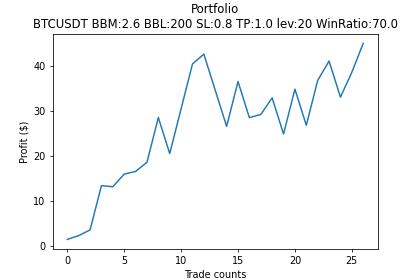 Portfolio
BTCUSDT BBM:2.6 BBL:200 SL:0.8 TP:1.0 lev:20 WinRatio:70.0
Profit ($)
40
30
20
10
0
0 5 10 15 20 25
Trade counts